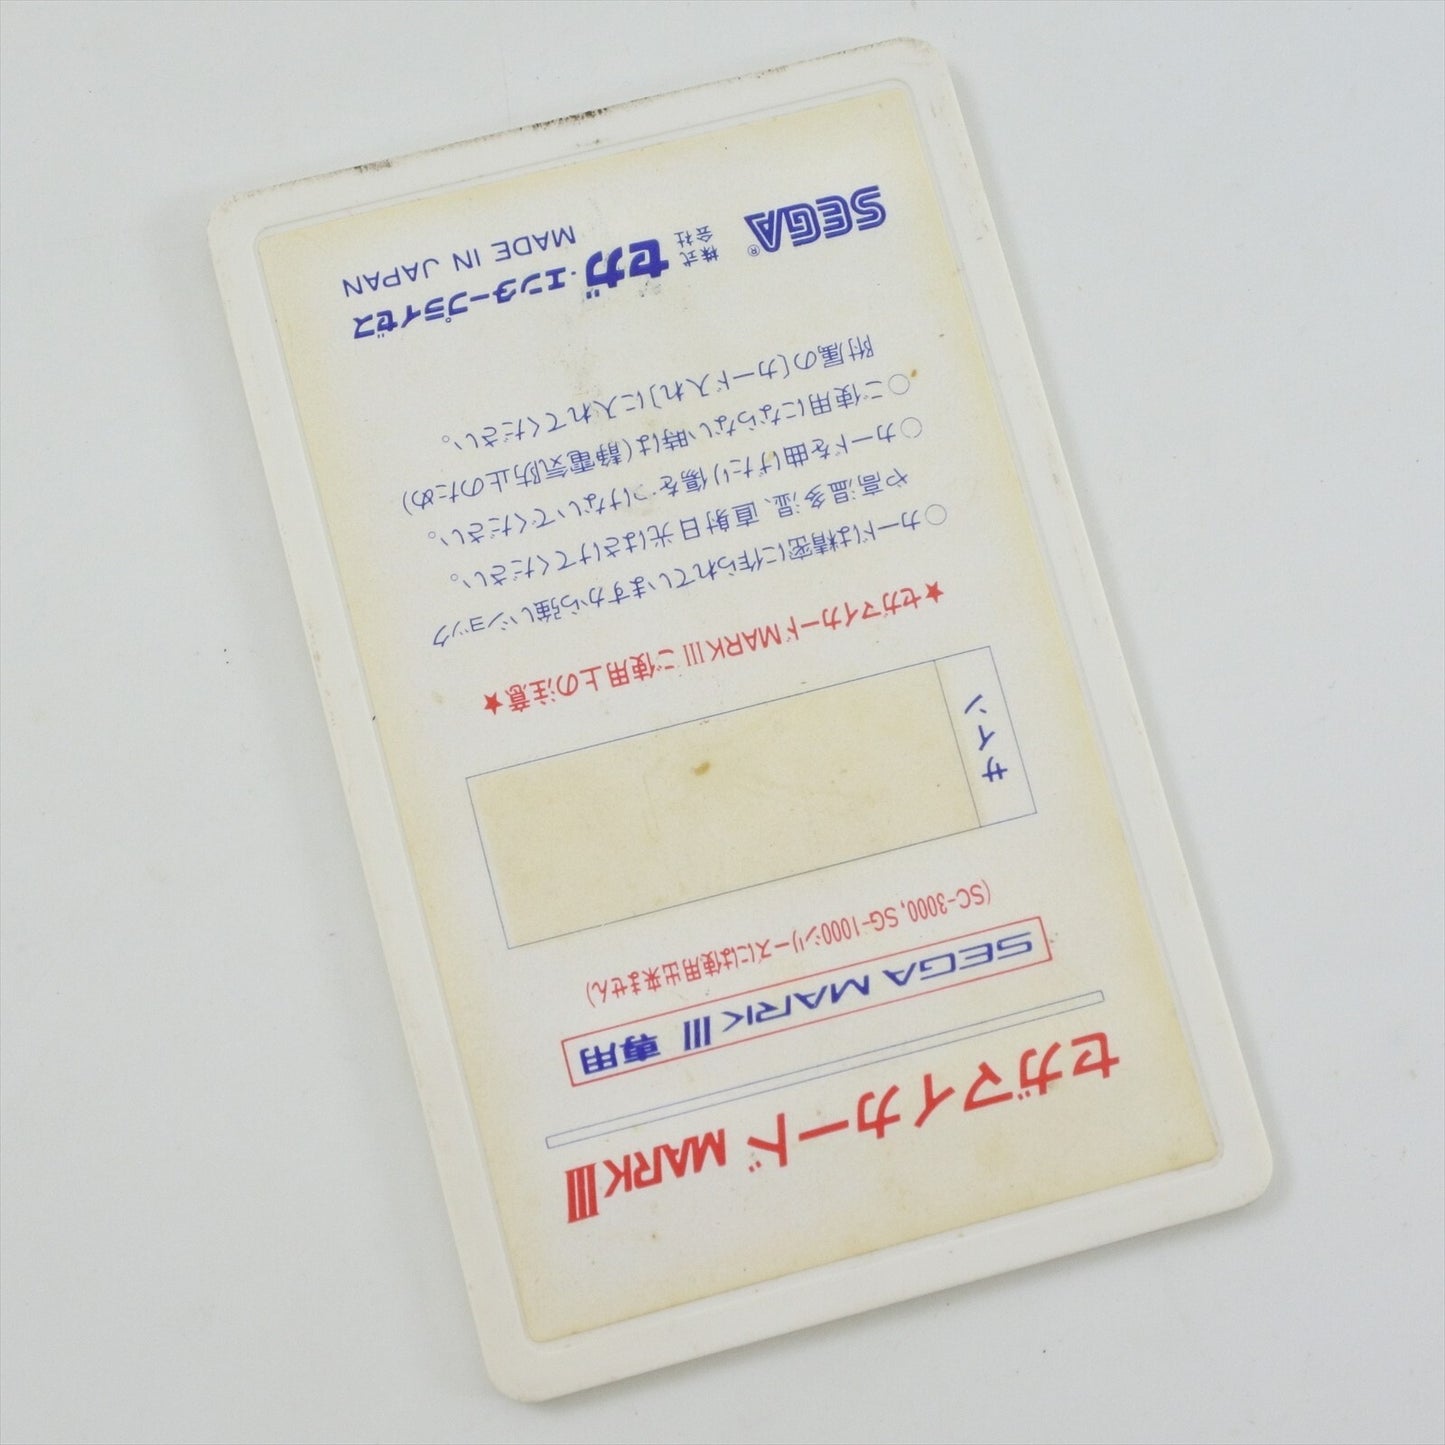 セガマイカード MARK III
SEGA MARK III 専用
(SC-3000,SG-1000シリーズには使用出来ません)
サイン
★セガマイカードMARK III ご使用上の注意★
○カードは精密に作られていますから強いショック
や高温多湿、直射日光はさけてください。
○カードを曲げたり傷をつけないでください。
○ご使用にならない時は(静電気防止のため)
附属の〔カード入れ〕に入れてください。
SEGA® 株式会社 セガ・エンタープライゼス
MADE IN JAPAN